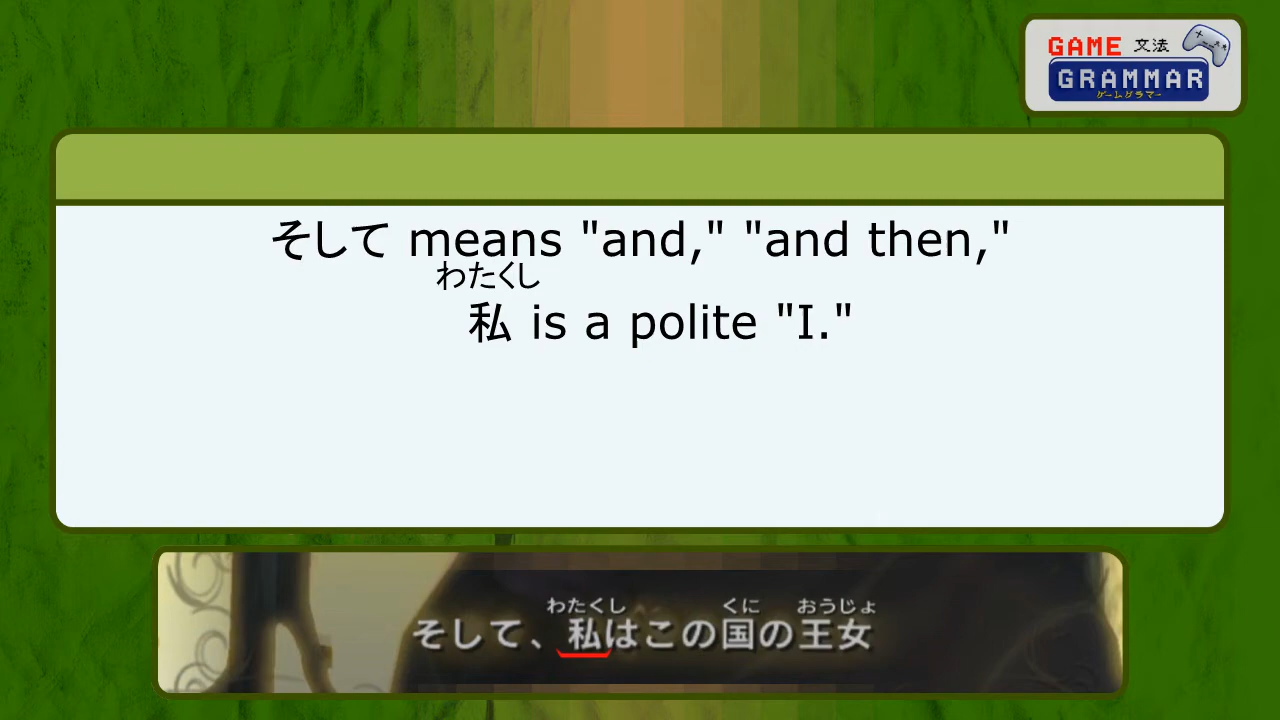 GAME 文法
GRAMMAR
ゲームグラマー
そして means "and," "and then,"
わたくし
私 is a polite "I."
わたくし くに おうじょ
そして、私はこの国の王女